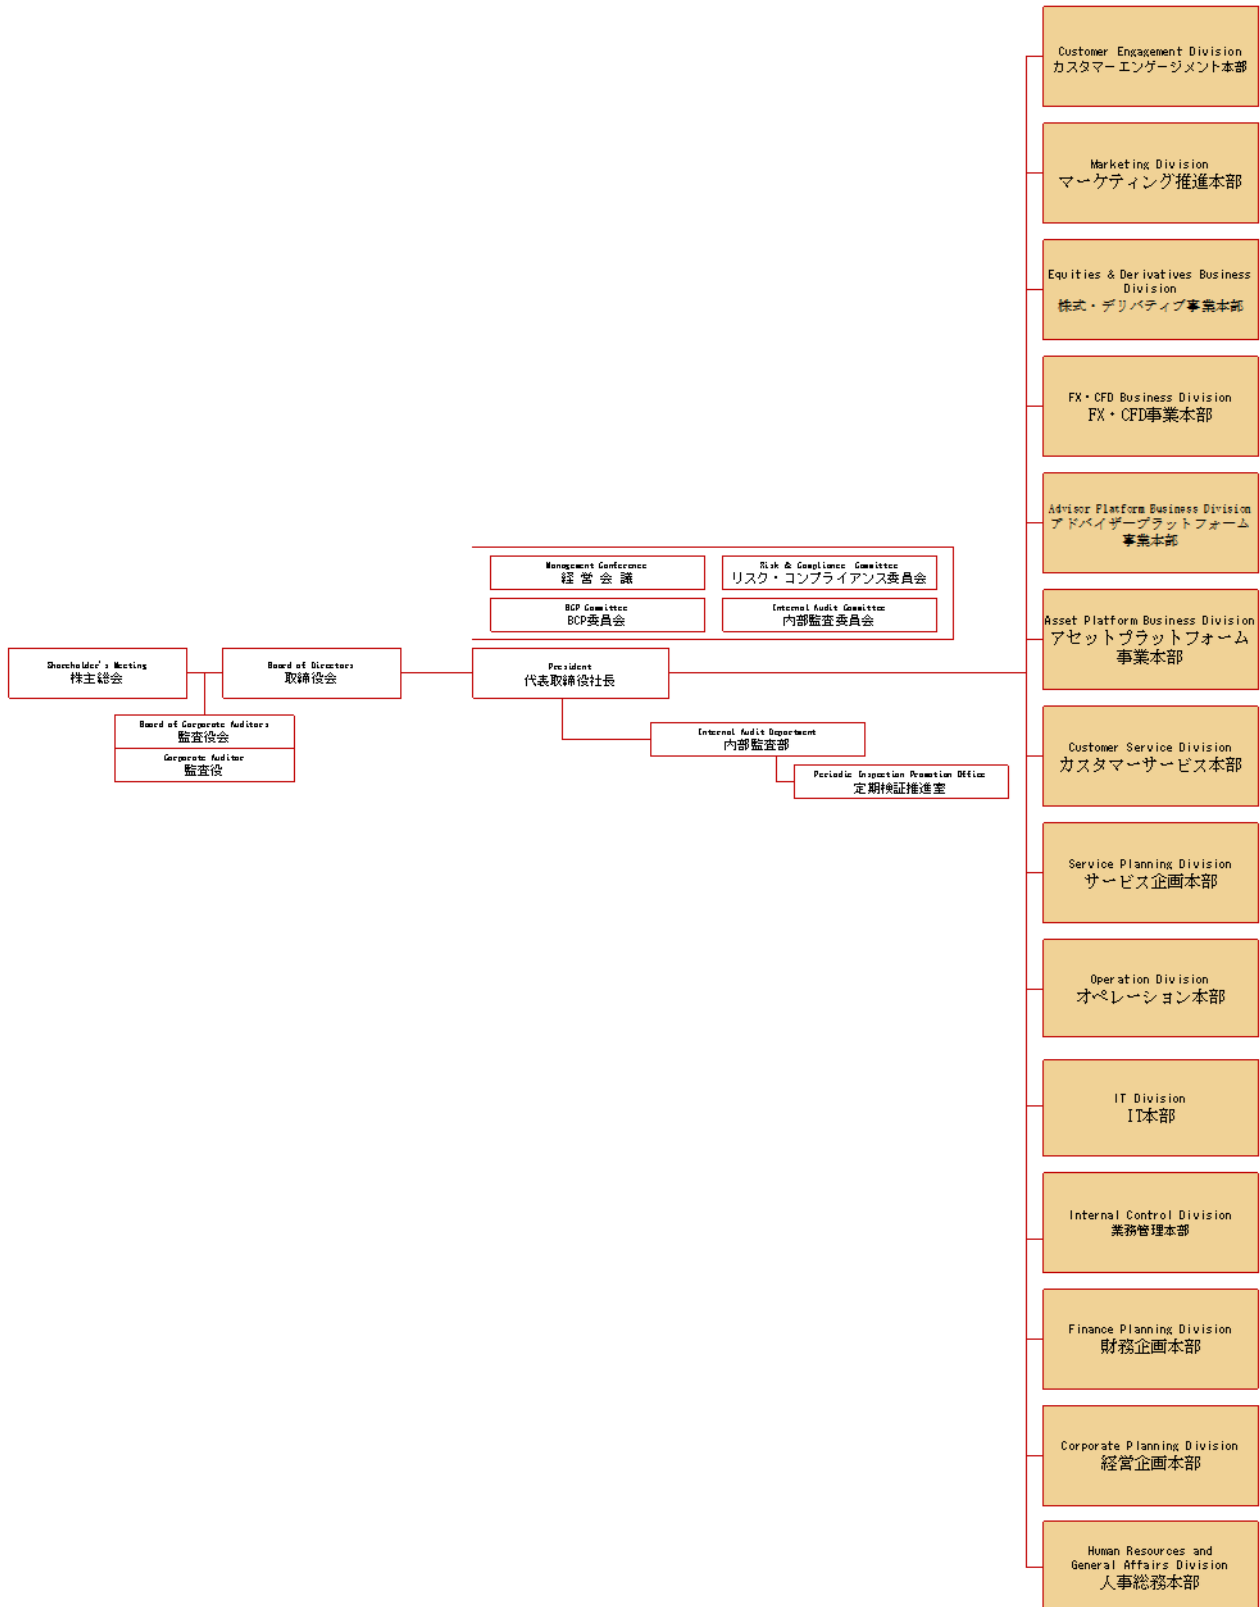 Customer Engagement Division
カスタマーエンゲージメント本部
Marketing Division
マーケティング推進本部
Equities & Derivatives Business
Division
株式・デリバティブ事業本部
FX・CFD Business Division
FX・CFD事業本部
Advisor Platform Business Division
アドバイザープラットフォーム
事業本部
Management Conference
経 営 会 議
Risk & Compliance Committee
リスク・コンプライアンス委員会
BCP Committee
BCP委員会
Internal Audit Committee
内部監査委員会
Asset Platform Business Division
アセットプラットフォーム
事業本部
Shareholder's Meeting
株主総会
Board of Directors
取締役会
President
代表取締役社長
Board of Corporate Auditors
監査役会
Corporate Auditor
監査役
Internal Audit Department
内部監査部
Periodic Inspection Promotion Office
定期検証推進室
Customer Service Division
カスタマーサービス本部
Service Planning Division
サービス企画本部
Operation Division
オペレーション本部
IT Division
IT本部
Internal Control Division
業務管理本部
Finance Planning Division
財務企画本部
Corporate Planning Division
経営企画本部
Human Resources and
General Affairs Division
人事総務本部